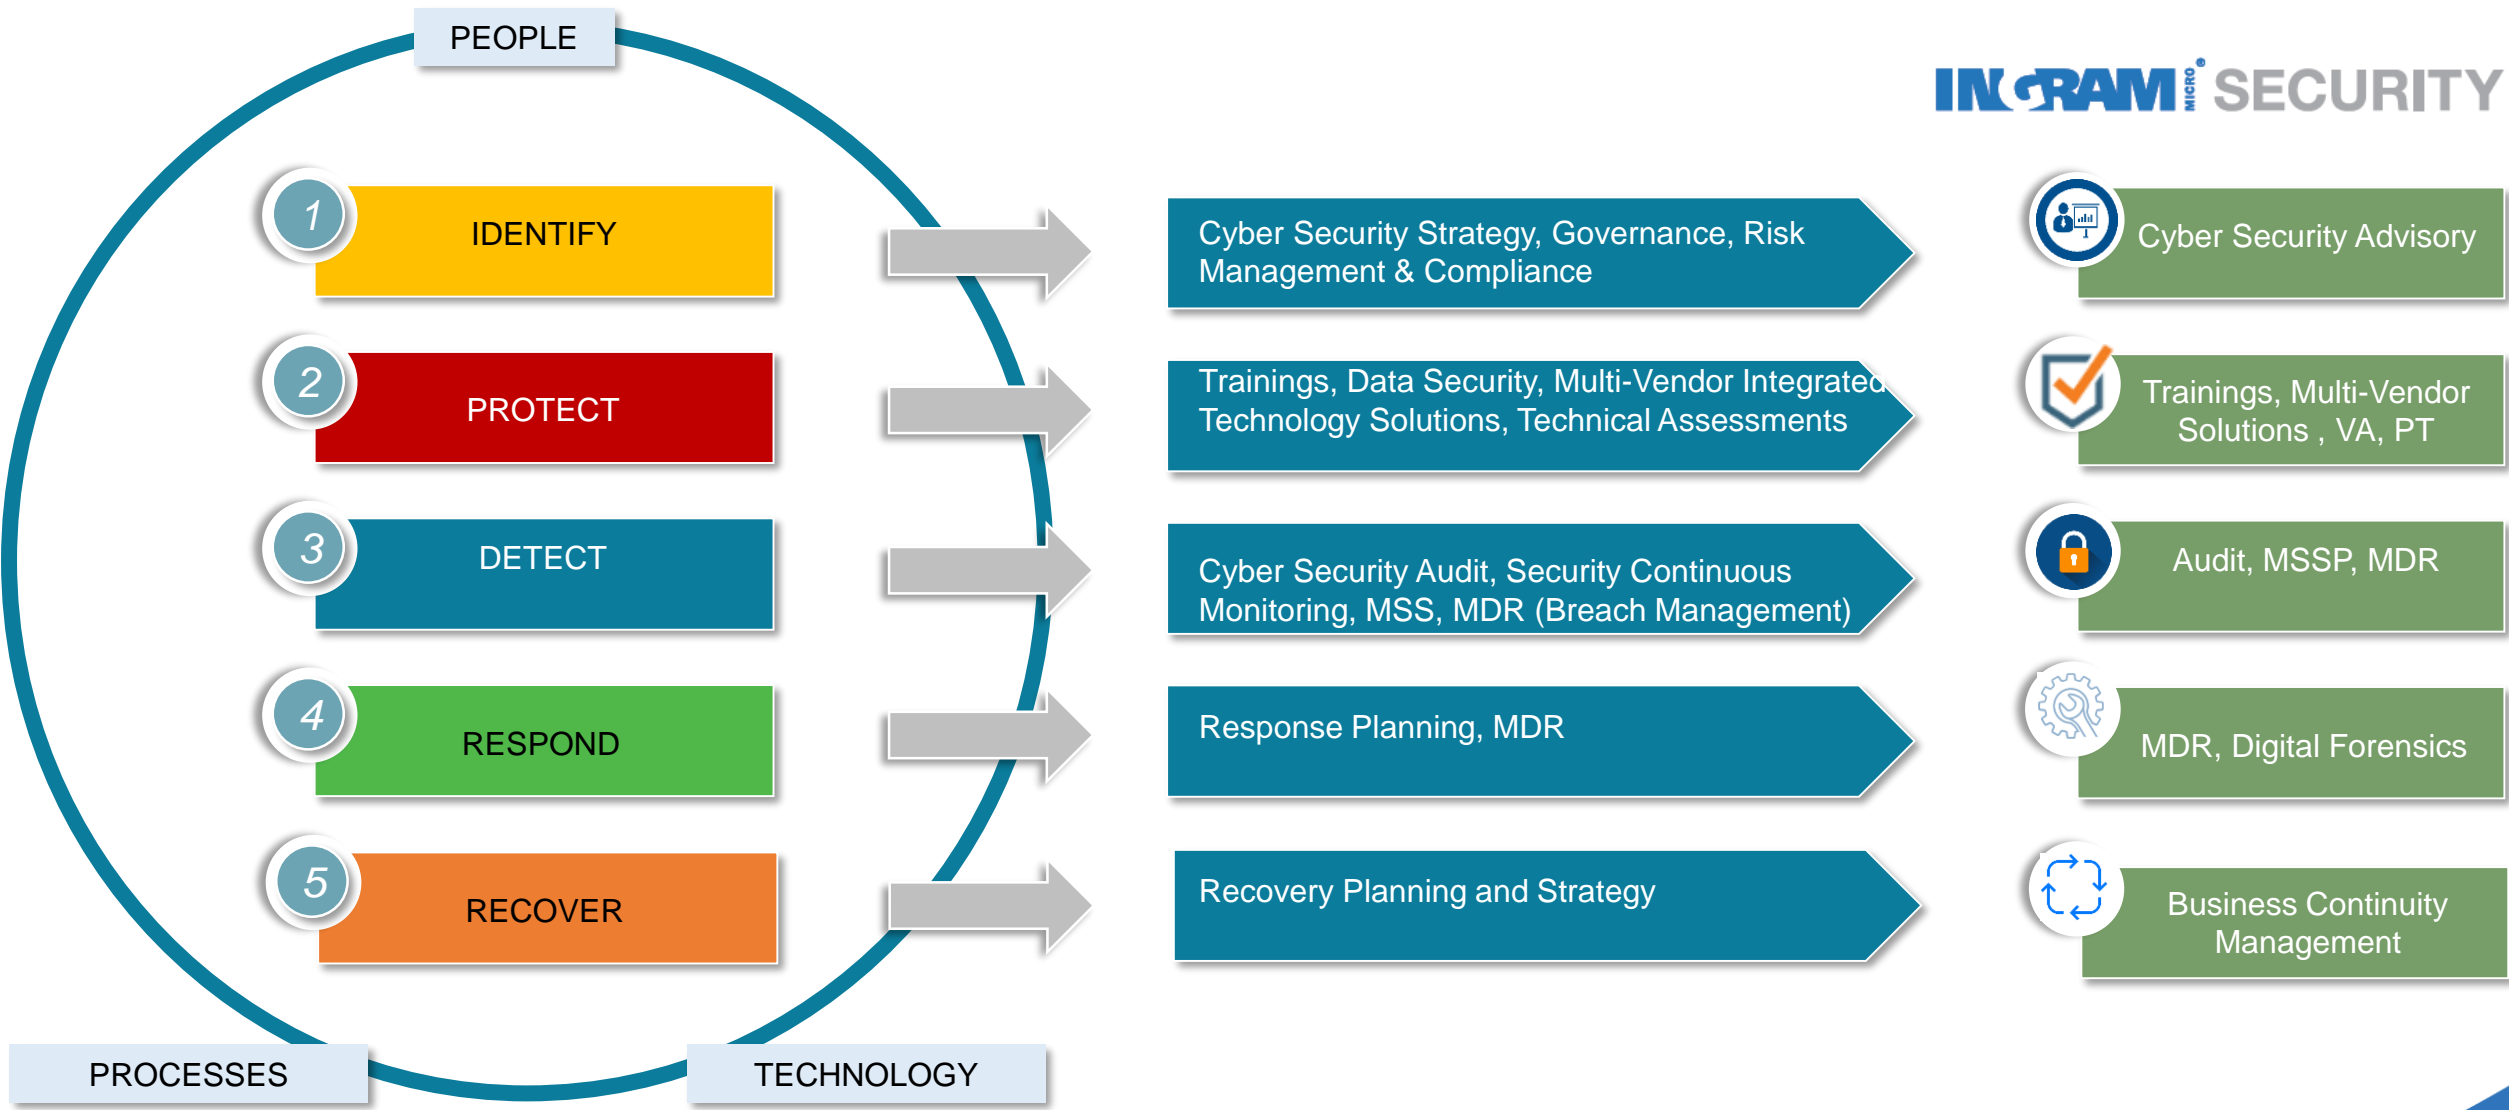 PEOPLE
INGRAM MICRO® SECURITY
1
IDENTIFY
Cyber Security Strategy, Governance, Risk
Management & Compliance
Cyber Security Advisory
2
PROTECT
Trainings, Data Security, Multi-Vendor Integrated
Technology Solutions, Technical Assessments
Trainings, Multi-Vendor
Solutions , VA, PT
3
DETECT
Cyber Security Audit, Security Continuous
Monitoring, MSS, MDR (Breach Management)
Audit, MSSP, MDR
4
RESPOND
Response Planning, MDR
MDR, Digital Forensics
5
RECOVER
Recovery Planning and Strategy
Business Continuity
Management
PROCESSES
TECHNOLOGY